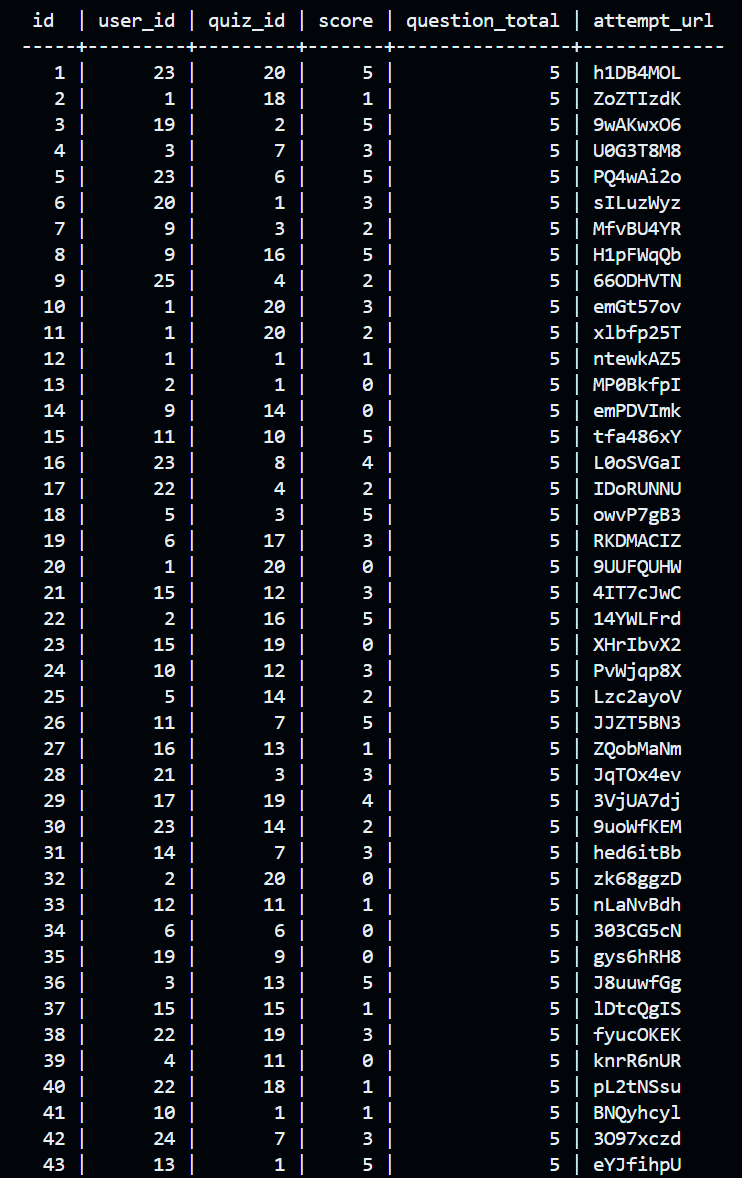 id  | user_id | quiz_id | score | question_total | attempt_url
-----+---------+---------+-------+----------------+-------------
   1 |      23 |      20 |     5 |              5 | h1DB4MOL
   2 |       1 |      18 |     1 |              5 | ZoZTIzdK
   3 |      19 |       2 |     5 |              5 | 9wAKwxO6
   4 |       3 |       7 |     3 |              5 | U0G3T8M8
   5 |      23 |       6 |     5 |              5 | PQ4wAi2o
   6 |      20 |       1 |     3 |              5 | sILuzWyz
   7 |       9 |       3 |     2 |              5 | MfvBU4YR
   8 |       9 |      16 |     5 |              5 | H1pFWqQb
   9 |      25 |       4 |     2 |              5 | 66ODHVTN
  10 |       1 |      20 |     3 |              5 | emGt57ov
  11 |       1 |      20 |     2 |              5 | xlbfp25T
  12 |       1 |       1 |     1 |              5 | ntewkAZ5
  13 |       2 |       1 |     0 |              5 | MP0BkfpI
  14 |       9 |      14 |     0 |              5 | emPDVImk
  15 |      11 |      10 |     5 |              5 | tfa486xY
  16 |      23 |       8 |     4 |              5 | L0oSVGaI
  17 |      22 |       4 |     2 |              5 | IDoRUNNU
  18 |       5 |       3 |     5 |              5 | owvP7gB3
  19 |       6 |      17 |     3 |              5 | RKDMACIZ
  20 |       1 |      20 |     0 |              5 | 9UUFQUHW
  21 |      15 |      12 |     3 |              5 | 4IT7cJwC
  22 |       2 |      16 |     5 |              5 | 14YWLFrd
  23 |      15 |      19 |     0 |              5 | XHrIbvX2
  24 |      10 |      12 |     3 |              5 | PvWjqp8X
  25 |       5 |      14 |     2 |              5 | Lzc2ayoV
  26 |      11 |       7 |     5 |              5 | JJZT5BN3
  27 |      16 |      13 |     1 |              5 | ZQobMaNm
  28 |      21 |       3 |     3 |              5 | JqTOx4ev
  29 |      17 |      19 |     4 |              5 | 3VjUA7dj
  30 |      23 |      14 |     2 |              5 | 9uoWfKEM
  31 |      14 |       7 |     3 |              5 | hed6itBb
  32 |       2 |      20 |     0 |              5 | zk68ggzD
  33 |      12 |      11 |     1 |              5 | nLaNvBdh
  34 |       6 |       6 |     0 |              5 | 303CG5cN
  35 |      19 |       9 |     0 |              5 | gys6hRH8
  36 |       3 |      13 |     5 |              5 | J8uuwfGg
  37 |      15 |      15 |     1 |              5 | lDtcQgIS
  38 |      22 |      19 |     3 |              5 | fyucOKEK
  39 |       4 |      11 |     0 |              5 | knrR6nUR
  40 |      22 |      18 |     1 |              5 | pL2tNSsu
  41 |      10 |       1 |     1 |              5 | BNQyhcyl
  42 |      24 |       7 |     3 |              5 | 3O97xczd
  43 |      13 |       1 |     5 |              5 | eYJfihpU